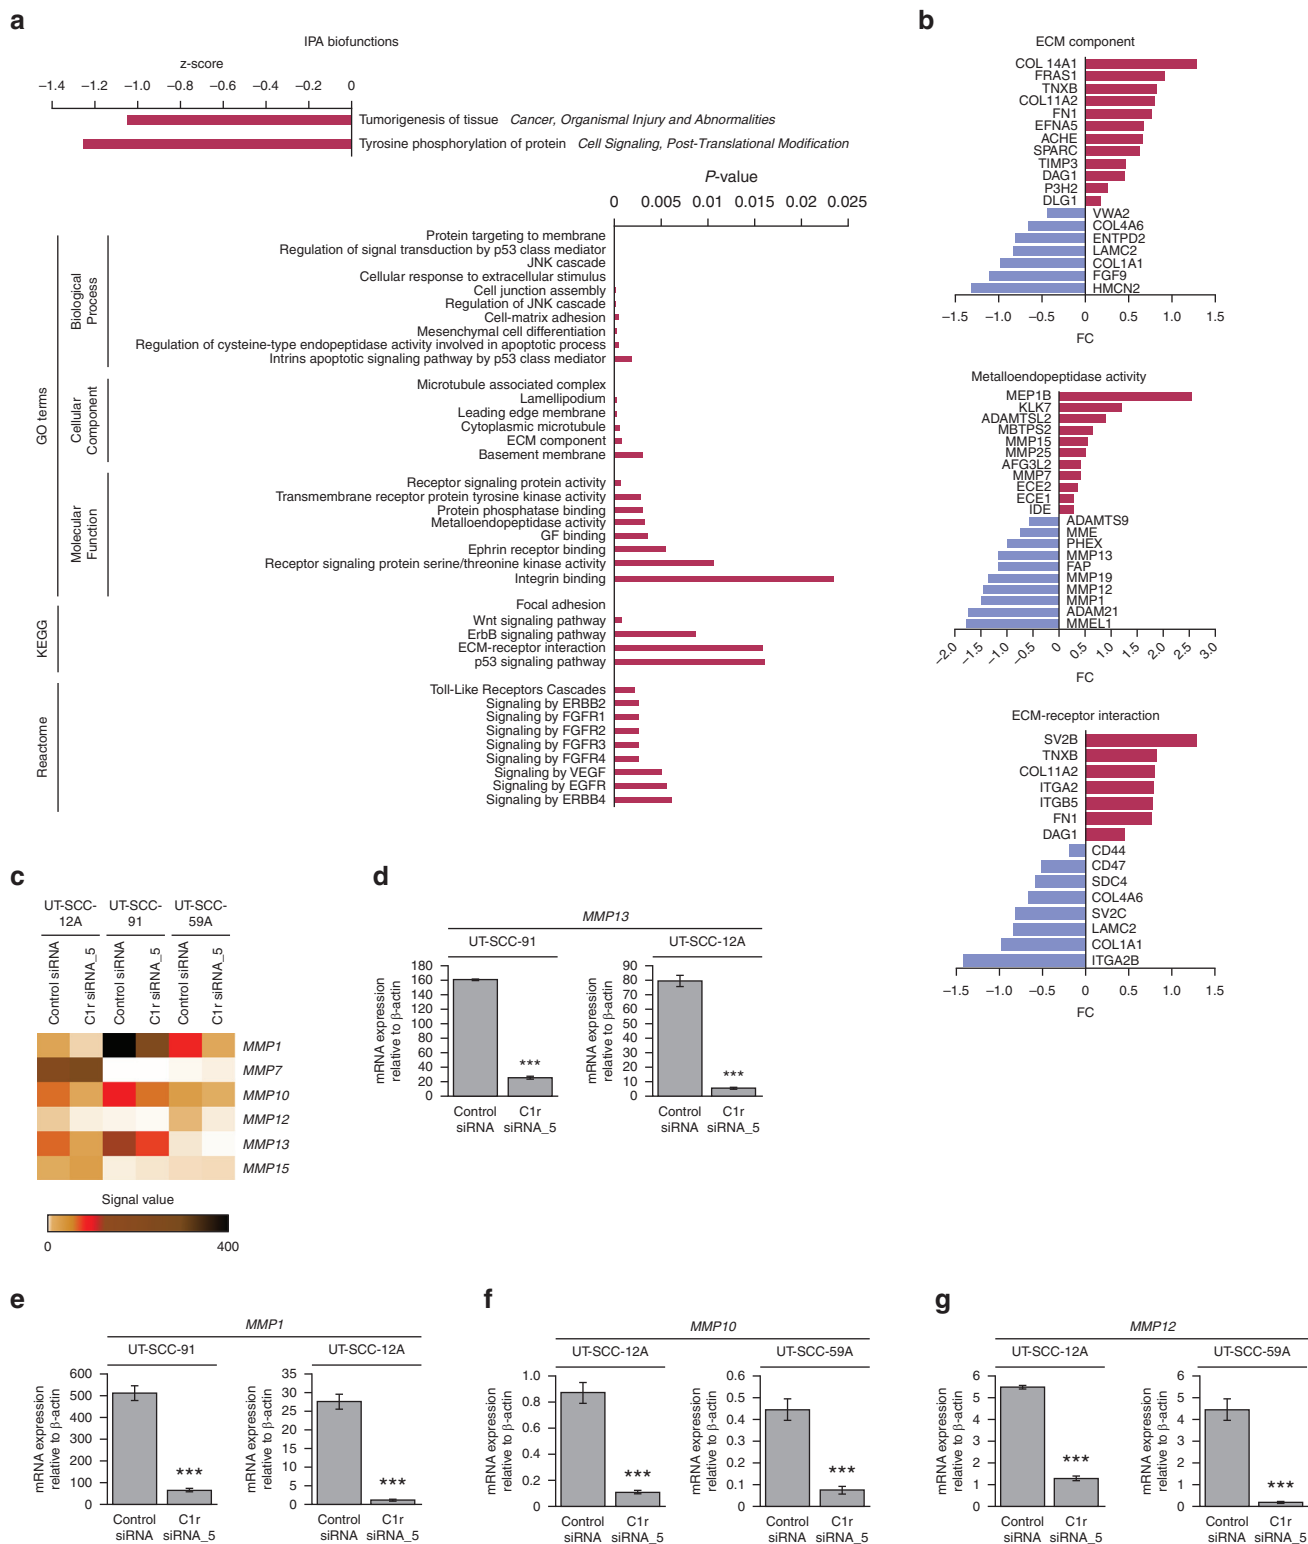 a
IPA biofunctions
z-score
−1.4 −1.2 −1.0 −0.8 −0.6 −0.4 −0.2 0
Tumorigenesis of tissue Cancer, Organismal Injury and Abnormalities
Tyrosine phosphorylation of protein Cell Signaling, Post-Translational Modification
P-value
0 0.005 0.01 0.015 0.02 0.025
GO terms
Biological
Process
Protein targeting to membrane
Regulation of signal transduction by p53 class mediator
JNK cascade
Cellular response to extracellular stimulus
Cell junction assembly
Regulation of JNK cascade
Cell-matrix adhesion
Mesenchymal cell differentiation
Regulation of cysteine-type endopeptidase activity involved in apoptotic process
Intrins apoptotic signaling pathway by p53 class mediator
Cellular
Component
Microtubule associated complex
Lamellipodium
Leading edge membrane
Cytoplasmic microtubule
ECM component
Basement membrane
Molecular
Function
Receptor signaling protein activity
Transmembrane receptor protein tyrosine kinase activity
Protein phosphatase binding
Metalloendopeptidase activity
GF binding
Ephrin receptor binding
Receptor signaling protein serine/threonine kinase activity
Integrin binding
KEGG
Focal adhesion
Wnt signaling pathway
ErbB signaling pathway
ECM-receptor interaction
p53 signaling pathway
Reactome
Toll-Like Receptors Cascades
Signaling by ERBB2
Signaling by FGFR1
Signaling by FGFR2
Signaling by FGFR3
Signaling by FGFR4
Signaling by VEGF
Signaling by EGFR
Signaling by ERBB4
b
ECM component
COL 14A1
FRAS1
TNXB
COL11A2
FN1
EFNA5
ACHE
SPARC
TIMP3
DAG1
P3H2
DLG1
VWA2
COL4A6
ENTPD2
LAMC2
COL1A1
FGF9
HMCN2
−1.5 −1.0 −0.5 0 0.5 1.0 1.5
FC
Metalloendopeptidase activity
MEP1B
KLK7
ADAMTSL2
MBTPS2
MMP15
MMP25
AFG3L2
MMP7
ECE2
ECE1
IDE
ADAMTS9
MME
PHEX
MMP13
FAP
MMP19
MMP12
MMP1
ADAM21
MMEL1
−2.0 −1.5 −1.0 −0.5 0 0.5 1.0 1.5 2.0 2.5 3.0
FC
ECM-receptor interaction
SV2B
TNXB
COL11A2
ITGA2
ITGB5
FN1
DAG1
CD44
CD47
SDC4
COL4A6
SV2C
LAMC2
COL1A1
ITGA2B
−1.5 −1.0 −0.5 0 0.5 1.0 1.5
FC
c
UT-SCC- UT-SCC- UT-SCC-
12A 91 59A
Control siRNA
C1r siRNA_5
Control siRNA
C1r siRNA_5
Control siRNA
C1r siRNA_5
MMP1
MMP7
MMP10
MMP12
MMP13
MMP15
Signal value
0 400
d
MMP13
UT-SCC-91
mRNA expression
relative to β-actin
180
160
140
120
100
80
60
40
20
0
***
Control C1r
siRNA siRNA_5
UT-SCC-12A
mRNA expression
relative to β-actin
90
80
70
60
50
40
30
20
10
0
***
Control C1r
siRNA siRNA_5
e
MMP1
UT-SCC-91
mRNA expression
relative to β-actin
600
500
400
300
200
100
0
***
Control C1r
siRNA siRNA_5
UT-SCC-12A
mRNA expression
relative to β-actin
35
30
25
20
15
10
5
0
***
Control C1r
siRNA siRNA_5
f
MMP10
UT-SCC-12A
mRNA expression
relative to β-actin
1.0
0.8
0.6
0.4
0.2
0
***
Control C1r
siRNA siRNA_5
UT-SCC-59A
mRNA expression
relative to β-actin
0.6
0.5
0.4
0.3
0.2
0.1
0
***
Control C1r
siRNA siRNA_5
g
MMP12
UT-SCC-12A
mRNA expression
relative to β-actin
6
5
4
3
2
1
0
***
Control C1r
siRNA siRNA_5
UT-SCC-59A
mRNA expression
relative to β-actin
6
5
4
3
2
1
0
***
Control C1r
siRNA siRNA_5